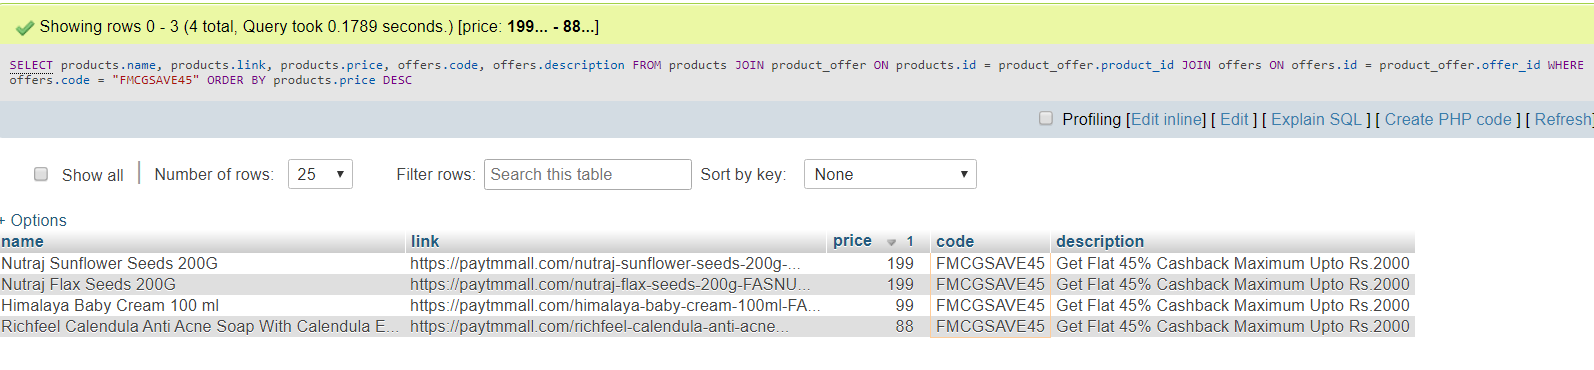 Showing rows 0 - 3 (4 total, Query took 0.1789 seconds.) [price: 199... - 88...]
SELECT products.name, products.link, products.price, offers.code, offers.description FROM products JOIN product_offer ON products.id = product_offer.product_id JOIN offers ON offers.id = product_offer.offer_id WHERE
offers.code = "FMCGSAVE45" ORDER BY products.price DESC
Profiling [Edit inline] [ Edit ] [ Explain SQL ] [ Create PHP code ] [ Refresh]
Show all | Number of rows: 25 Filter rows: Search this table Sort by key: None
+ Options
name link price 1 code description
Nutraj Sunflower Seeds 200G https://paytmmall.com/nutraj-sunflower-seeds-200g-... 199 FMCGSAVE45 Get Flat 45% Cashback Maximum Upto Rs.2000
Nutraj Flax Seeds 200G https://paytmmall.com/nutraj-flax-seeds-200g-FASNU... 199 FMCGSAVE45 Get Flat 45% Cashback Maximum Upto Rs.2000
Himalaya Baby Cream 100 ml https://paytmmall.com/himalaya-baby-cream-100ml-FA... 99 FMCGSAVE45 Get Flat 45% Cashback Maximum Upto Rs.2000
Richfeel Calendula Anti Acne Soap With Calendula E... https://paytmmall.com/richfeel-calendula-anti-acne... 88 FMCGSAVE45 Get Flat 45% Cashback Maximum Upto Rs.2000